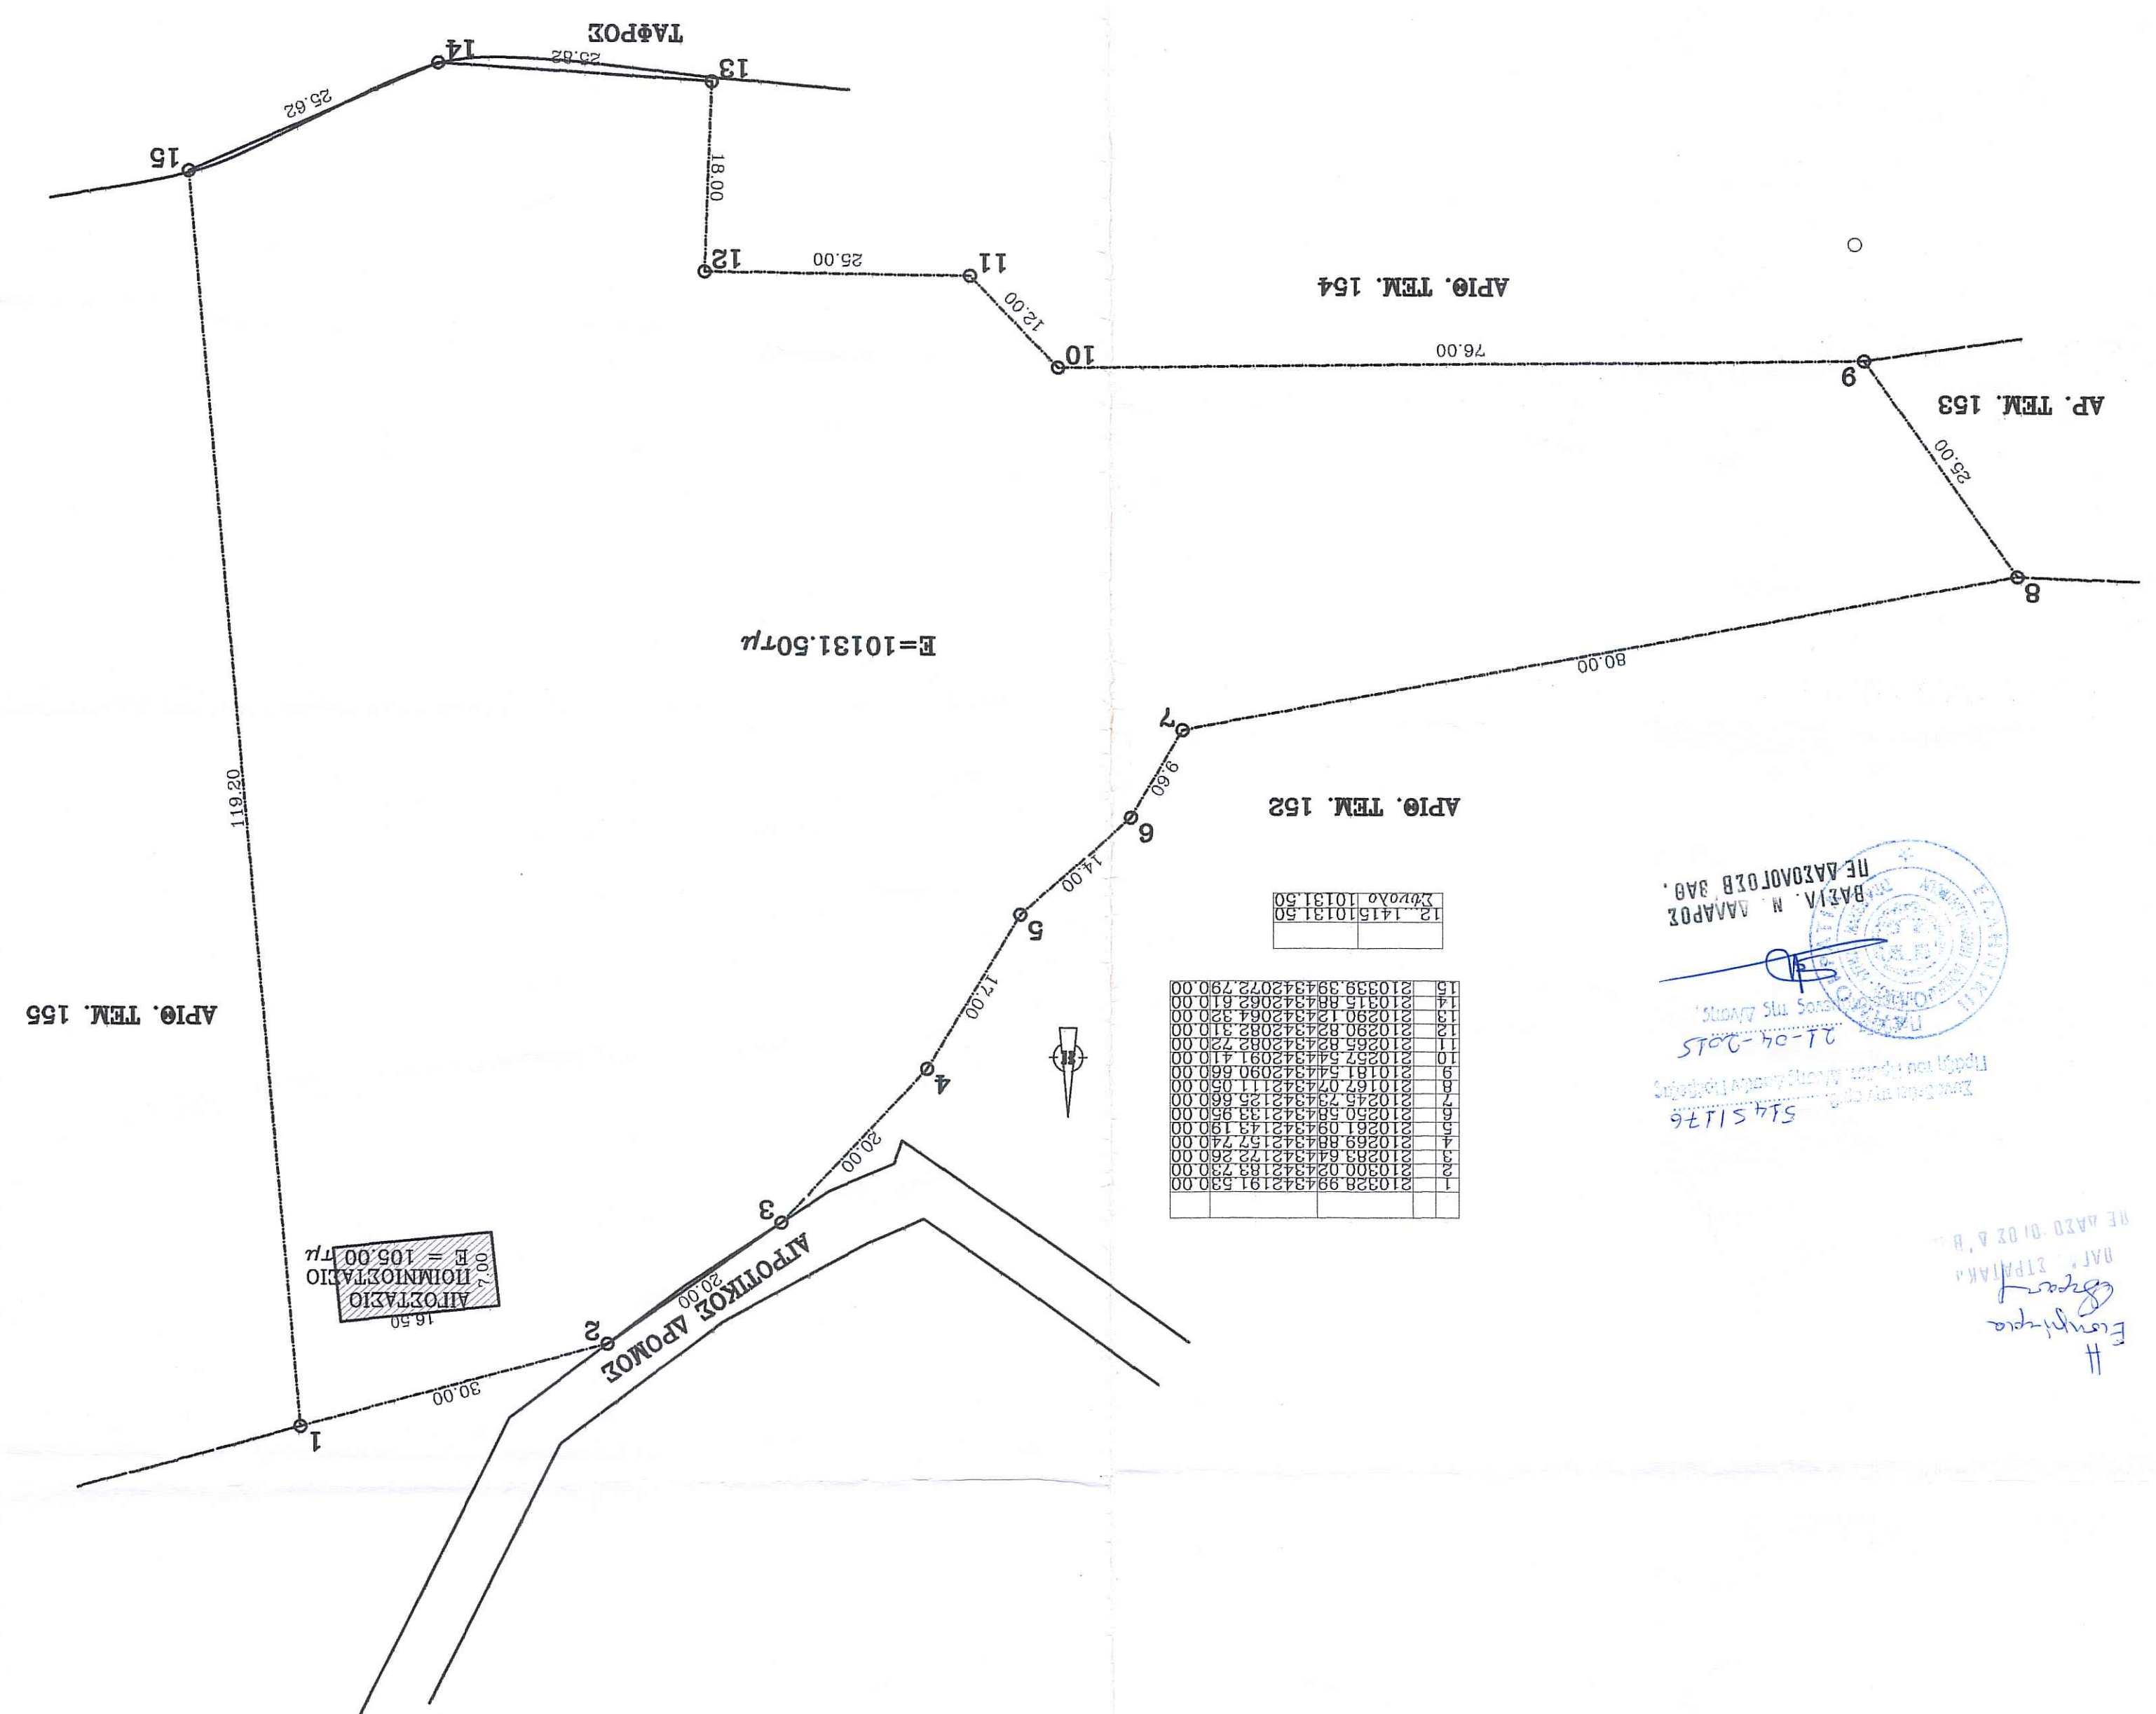 1
30.00
2
16.50
ΑΙΓΟΣΤΑΣΙΟ
ΠΟΙΜΝΙΟΣΤΑΣΙΟ
Ε = 105.00 τμ
7.00
ΑΓΡΟΤΙΚΟΣ ΔΡΟΜΟΣ
20.00
3
20.00
4
17.00
5
14.00
6
9.60
7
80.00
8
25.00
9
76.00
10
12.00
11
25.00
12
18.00
13
25.82
14
25.62
15
119.20
Η
Εισηγήτρια
5145/176
21-04-2015
ΒΑΣΙΛ. Ν. ΔΑΛΑΡΟΣ
ΠΕ ΔΑΣΟΛΟΓΟΣΒ ΒΑΘ.
1 210328.99 4342191.53 0.00
2 210300.02 4342183.73 0.00
3 210283.64 4342172.26 0.00
4 210269.88 4342157.74 0.00
5 210261.09 4342143.19 0.00
6 210250.58 4342133.95 0.00
7 210245.73 4342125.66 0.00
8 210167.07 4342111.05 0.00
9 210181.54 4342090.66 0.00
10 210257.54 4342091.41 0.00
11 210265.82 4342082.72 0.00
12 210290.82 4342082.31 0.00
13 210290.12 4342064.32 0.00
14 210315.88 4342062.61 0.00
15 210339.39 4342072.79 0.00
12...1415 10131.50
Σύνολο 10131.50
ΑΡΙΘ. ΤΕΜ. 155
ΑΡΙΘ. ΤΕΜ. 152
Ε=10131.50τμ
ΑΡ. ΤΕΜ. 153
ΑΡΙΘ. ΤΕΜ. 154
ΤΑΦΡΟΣ